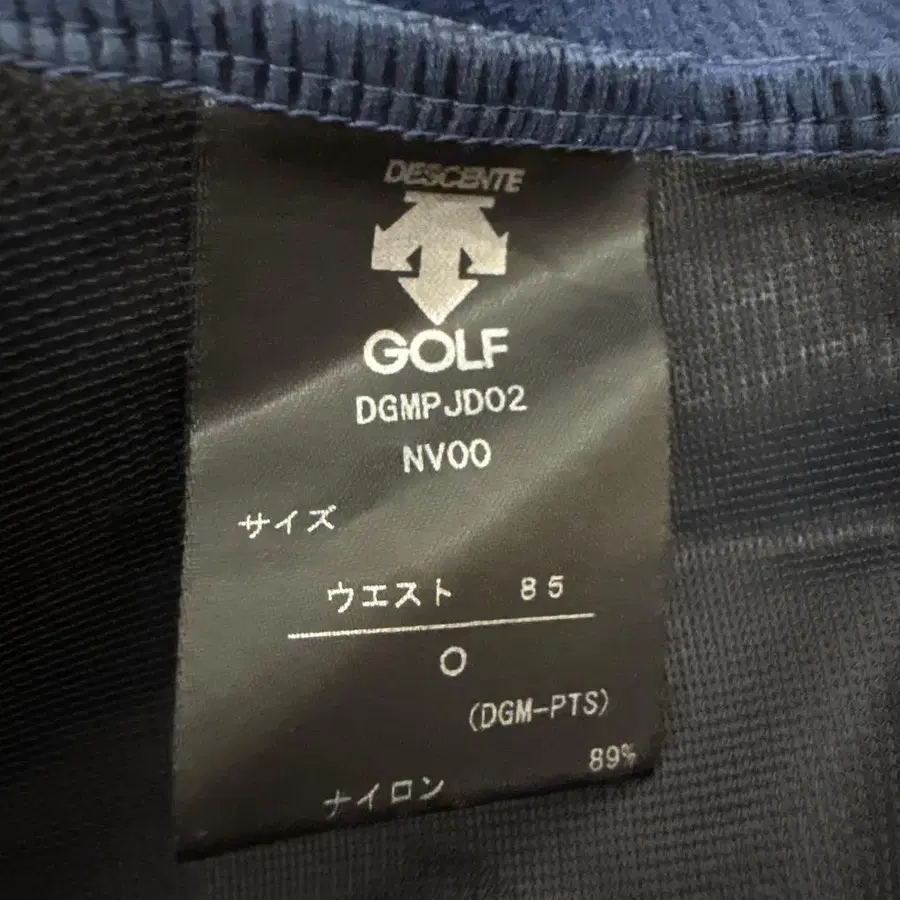 DESCENTE
GOLF
DGMPJD02
NV00
サイズ
ウエスト 85
O
(DGM-PTS)
ナイロン 89%